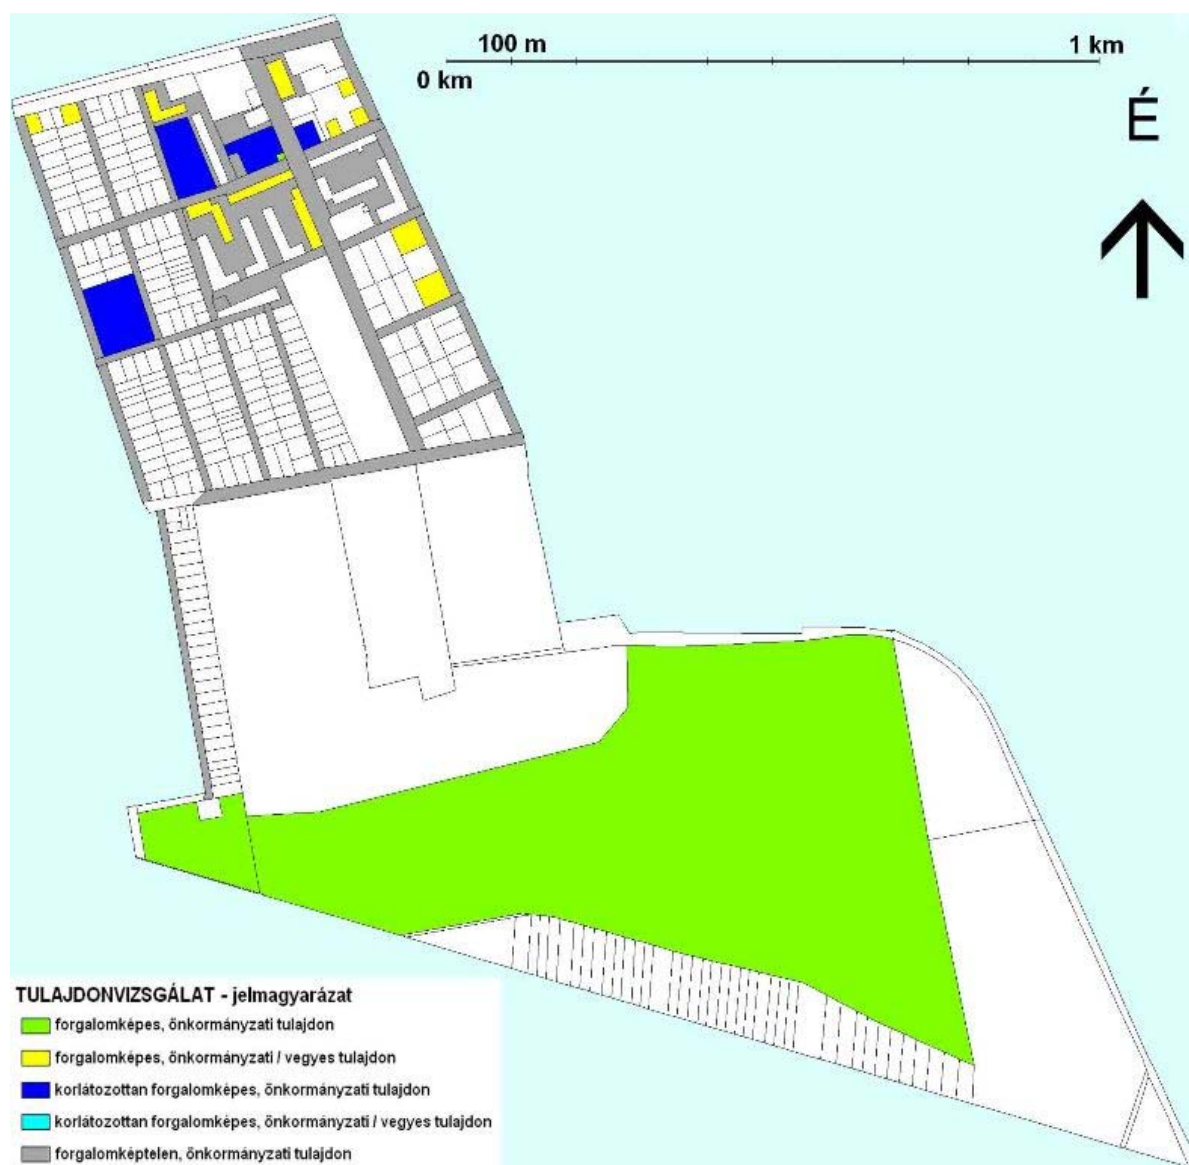 100 m
1 km
0 km
É
TULAJDONVIZSGÁLAT - jelmagyarázat
forgalomképes, önkormányzati tulajdon
forgalomképes, önkormányzati / vegyes tulajdon
korlátozottan forgalomképes, önkormányzati tulajdon
korlátozottan forgalomképes, önkormányzati / vegyes tulajdon
forgalomképtelen, önkormányzati tulajdon